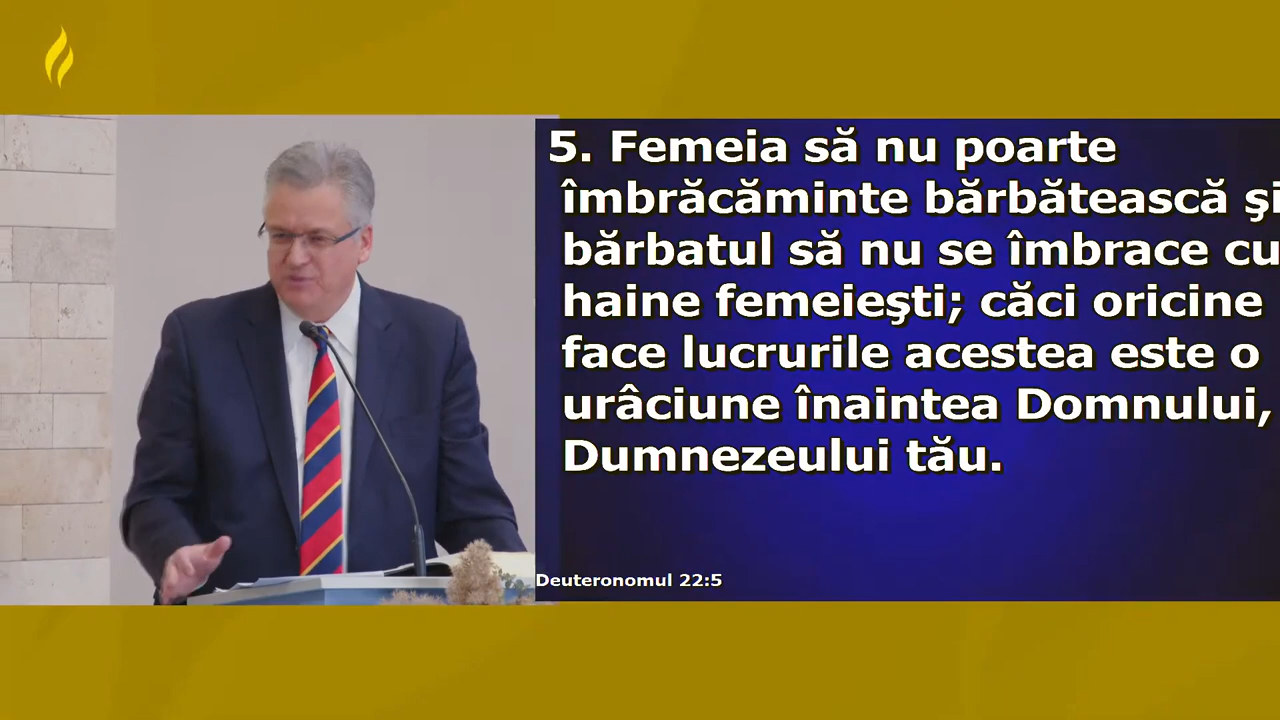 5. Femeia să nu poarte
îmbrăcăminte bărbătească şi
bărbatul să nu se îmbrace cu
haine femeieşti; căci oricine
face lucrurile acestea este o
urâciune înaintea Domnului,
Dumnezeului tău.
Deuteronomul 22:5